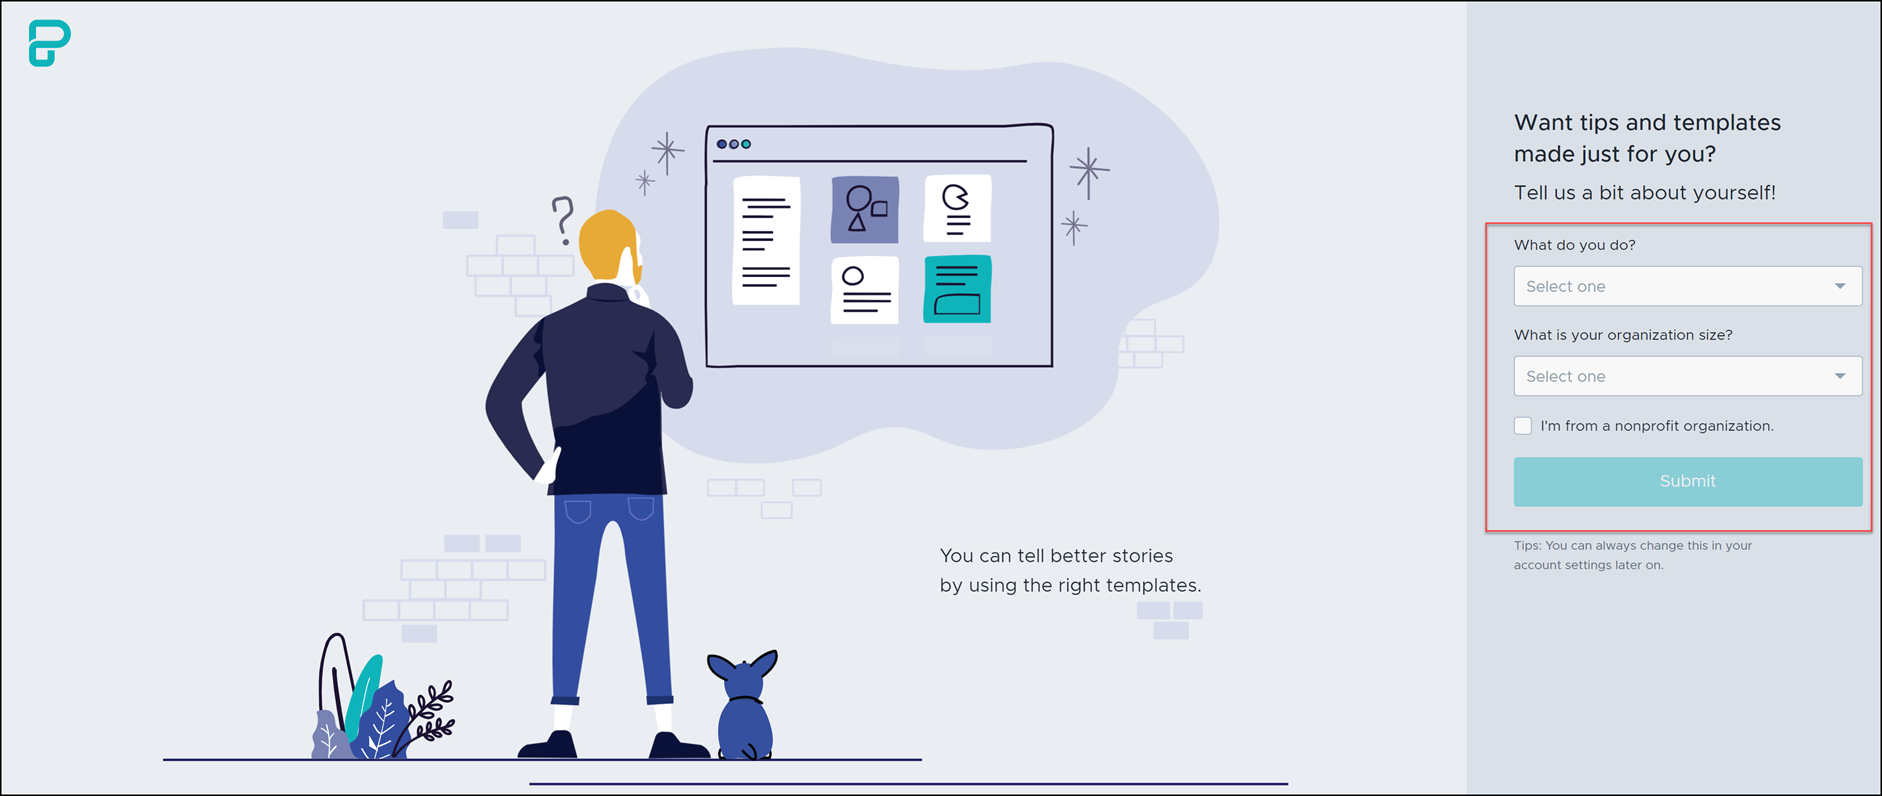 Want tips and templates
made just for you?
Tell us a bit about yourself!
What do you do?
Select one
What is your organization size?
Select one
I'm from a nonprofit organization.
Submit
Tips: You can always change this in your
account settings later on.
?
You can tell better stories
by using the right templates.